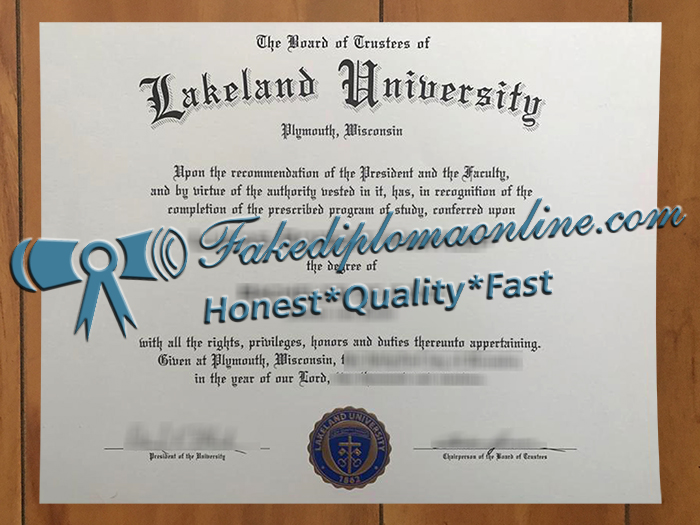 The Board of Trustees of
Lakeland University
Plymouth, Wisconsin
Upon the recommendation of the President and the Faculty,
and by virtue of the authority vested in it, has, in recognition of the
completion of the prescribed program of study, conferred upon
Fakediplomaonline.com
the degree of
Honest*Quality*Fast
with all the rights, privileges, honors and duties thereunto appertaining.
Given at Plymouth, Wisconsin,
in the year of our Lord,
LAKELAND UNIVERSITY
1862
President of the University
Chairperson of the Board of Trustees